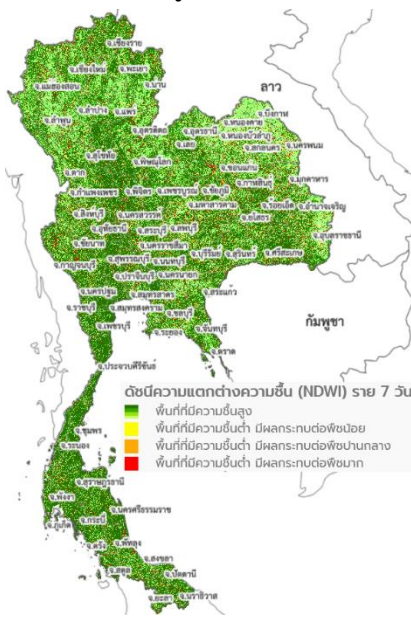 จ.เชียงราย
จ.เชียงใหม่
จ.พะเยา
จ.แม่ฮ่องสอน
จ.น่าน
ลาว
จ.ลำปาง
จ.แพร่
จ.บึงกาฬ
จ.ลำพูน
จ.หนองคาย
จ.อุตรดิตถ์
จ.อุดรธานี
จ.หนองบัวลำภู
จ.เลย
จ.สกลนคร
จ.นครพนม
จ.สุโขทัย
จ.พิษณุโลก
จ.ขอนแก่น
จ.ตาก
จ.กาฬสินธุ์
จ.มุกดาหาร
จ.กำแพงเพชร
จ.พิจิตร
จ.เพชรบูรณ์
จ.ชัยภูมิ
จ.มหาสารคาม
จ.ร้อยเอ็ด
จ.อำนาจเจริญ
จ.สิงหบุรี
จ.นครสวรรค์
จ.ยโสธร
จ.อุทัยธานี
จ.สระบุรี
จ.ลพบุรี
จ.อุบลราชธานี
จ.ชัยนาท
จ.นครราชสีมา
จ.กาญจนบุรี
จ.สุพรรณบุรี
จ.นนทบุรี
จ.บุรีรัมย์
จ.สุรินทร์
จ.ศรีสะเกษ
จ.ปราจีนบุรี
จ.นครนายก
จ.นครปฐม
จ.สมุทรสาคร
จ.สระแก้ว
จ.ราชบุรี
จ.สมุทรสงคราม
จ.ชลบุรี
จ.เพชรบุรี
จ.ระยอง
จ.จันทบุรี
กัมพูชา
จ.ตราด
จ.ประจวบคีรีขันธ์
ดัชนีความแตกต่างความชื้น (NDWI) ราย 7 วัน
พื้นที่ที่มีความชื้นสูง
พื้นที่ที่มีความชื้นต่ำ มีผลกระทบต่อพืชน้อย
พื้นที่ที่มีความชื้นต่ำ มีผลกระทบต่อพืชปานกลาง
พื้นที่ที่มีความชื้นต่ำ มีผลกระทบต่อพืชมาก
จ.ชุมพร
จ.ระนอง
จ.สุราษฎร์ธานี
จ.พังงา
จ.นครศรีธรรมราช
จ.กระบี่
จ.ภูเก็ต
จ.ตรัง
จ.พัทลุง
จ.สงขลา
จ.สตูล
จ.ปัตตานี
จ.ยะลา
จ.นราธิวาส